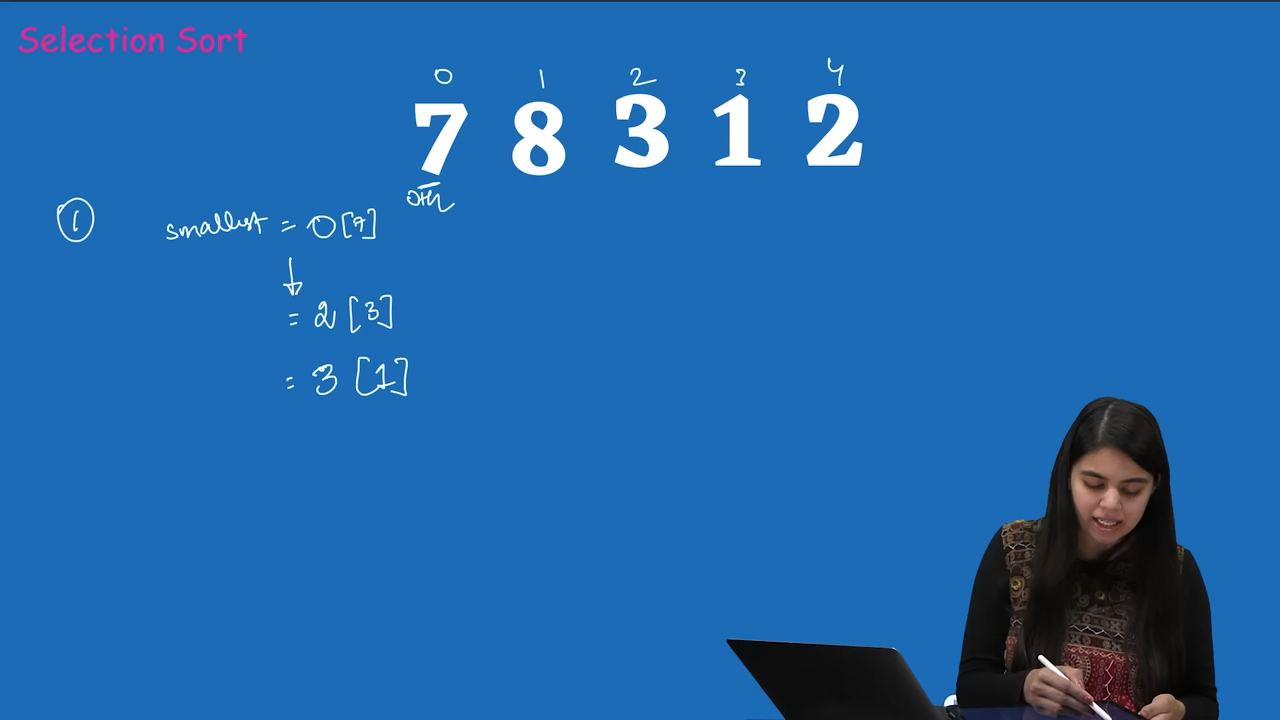 Selection Sort
0 1 2 3 4
7 8 3 1 2
0th
① smallest = 0[7]
↓
= 2 [3]
= 3 [1]